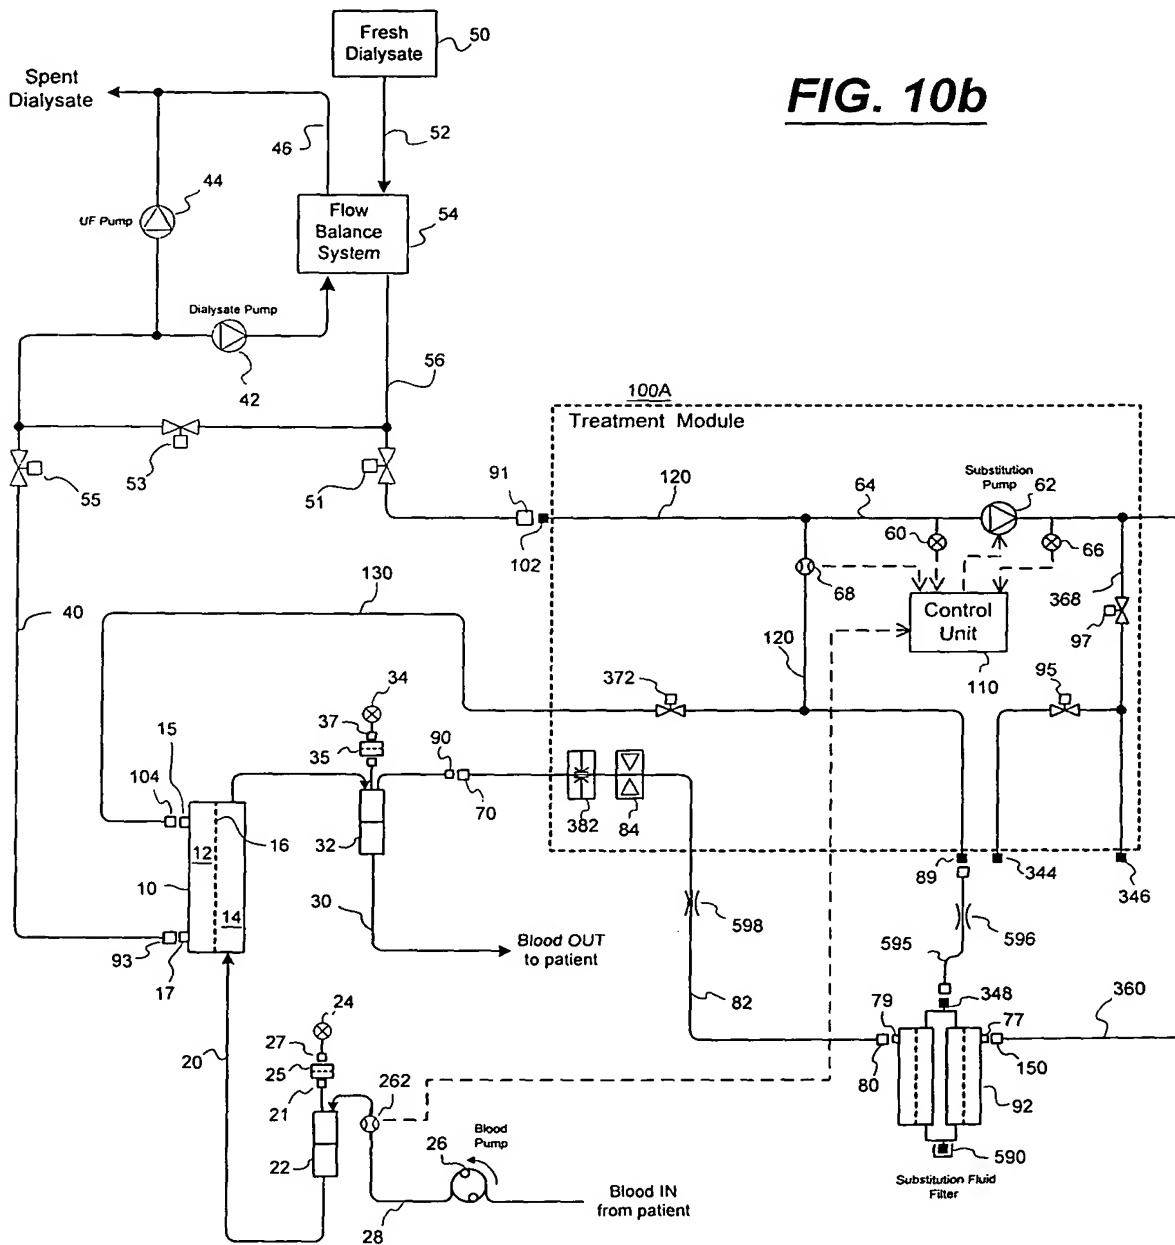 FIG. 10b
Fresh
Dialysate
50
Spent
Dialysate
46
52
44
UF Pump
Flow
Balance
System
54
Dialysate Pump
42
56
100A
Treatment Module
53
55
51
91
102
120
64
Substitution
Pump
62
60
66
68
368
97
Control
Unit
110
120
130
40
372
95
34
37
35
15
104
16
90
70
382
84
12
10
14
32
89
344
346
30
598
596
Blood OUT
to patient
93
17
595
82
348
360
79
77
80
150
92
24
27
25
21
20
262
22
Blood
Pump
26
590
Substitution Fluid
Filter
Blood IN
from patient
28